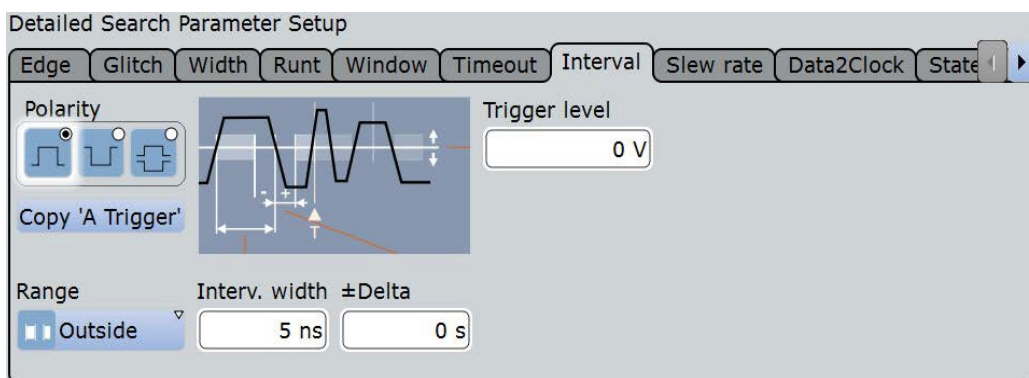 Detailed Search Parameter Setup
Edge Glitch Width Runt Window Timeout Interval Slew rate Data2Clock State
Polarity
Trigger level
0 V
Copy 'A Trigger'
- +
T
Range Interv. width ±Delta
Outside 5 ns 0 s